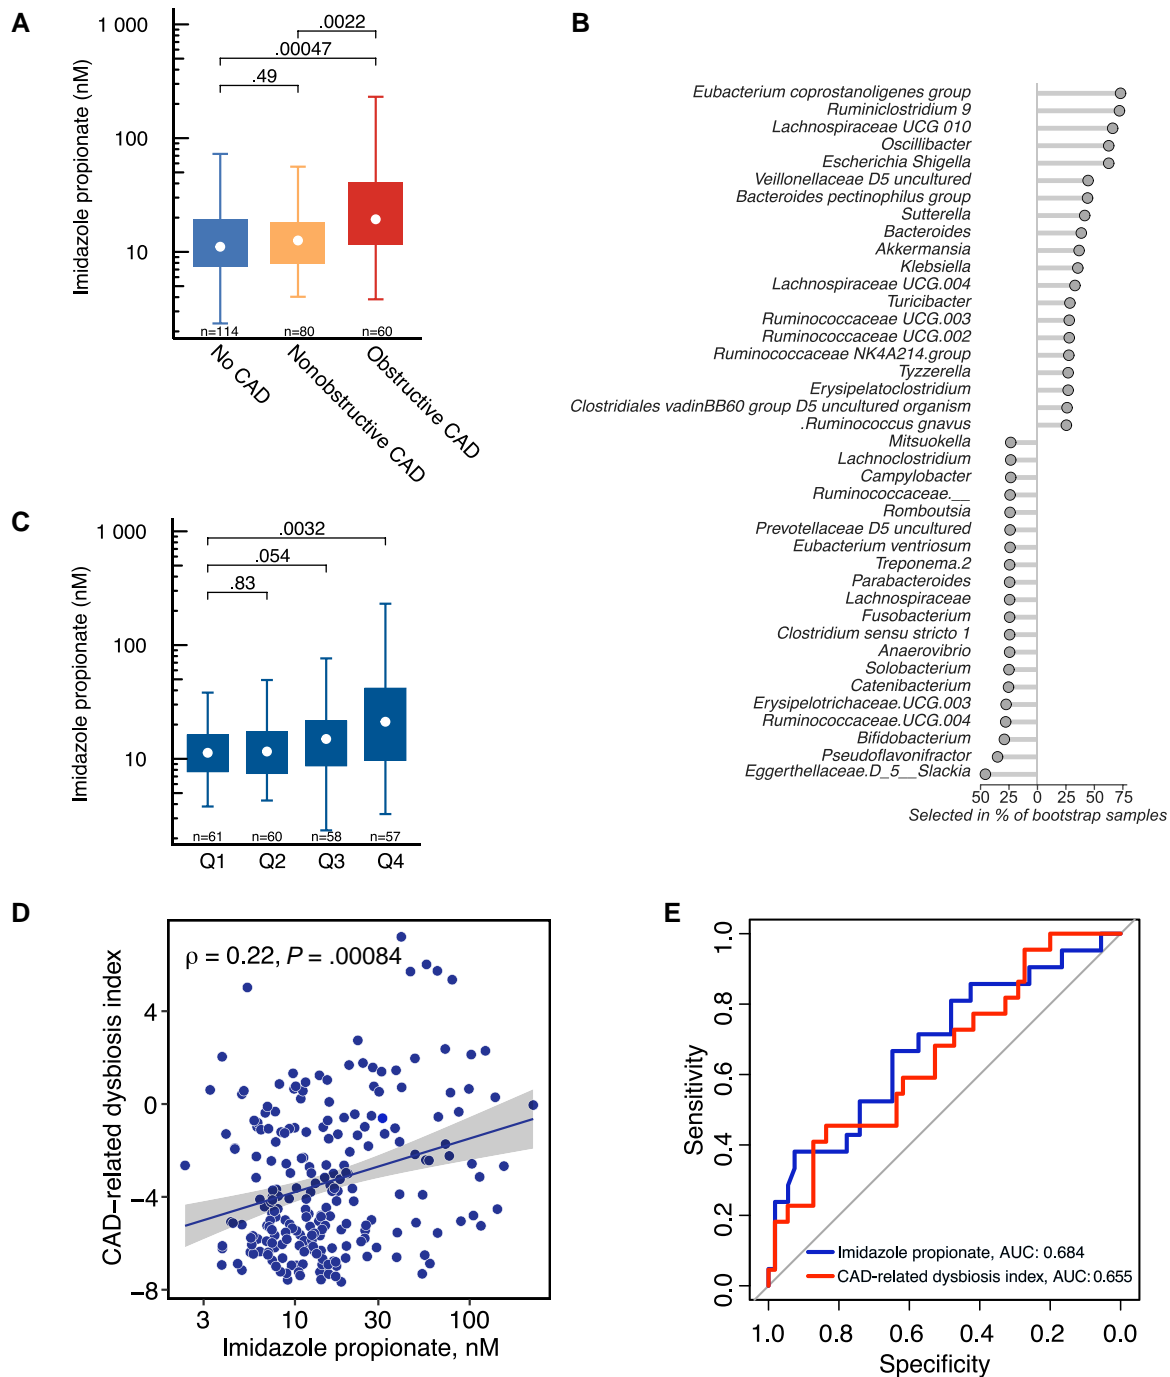 A
Imidazole propionate (nM)
1 000
100
10
.0022
.00047
.49
n=114
n=80
n=60
No CAD
Nonobstructive CAD
Obstructive CAD
B
Eubacterium coprostanoligenes group
Ruminiclostridium 9
Lachnospiraceae UCG 010
Oscillibacter
Escherichia Shigella
Veillonellaceae D5 uncultured
Bacteroides pectinophilus group
Sutterella
Bacteroides
Akkermansia
Klebsiella
Lachnospiraceae UCG.004
Turicibacter
Ruminococcaceae UCG.003
Ruminococcaceae UCG.002
Ruminococcaceae NK4A214.group
Tyzzerella
Erysipelatoclostridium
Clostridiales vadinBB60 group D5 uncultured organism
.Ruminococcus gnavus
Mitsuokella
Lachnoclostridium
Campylobacter
Ruminococcaceae.__
Romboutsia
Prevotellaceae D5 uncultured
Eubacterium ventriosum
Treponema.2
Parabacteroides
Lachnospiraceae
Fusobacterium
Clostridium sensu stricto 1
Anaerovibrio
Solobacterium
Catenibacterium
Erysipelotrichaceae.UCG.003
Ruminococcaceae.UCG.004
Bifidobacterium
Pseudoflavonifractor
Eggerthellaceae.D_5__Slackia
50 25 0 25 50 75
Selected in % of bootstrap samples
C
Imidazole propionate (nM)
1 000
100
10
.0032
.054
.83
n=61
n=60
n=58
n=57
Q1 Q2 Q3 Q4
D
CAD−related dysbiosis index
ρ = 0.22, P = .00084
4
0
−4
−8
3 10 30 100
Imidazole propionate, nM
E
Sensitivity
1.0
0.8
0.6
0.4
0.2
0.0
Imidazole propionate, AUC: 0.684
CAD-related dysbiosis index, AUC: 0.655
1.0 0.8 0.6 0.4 0.2 0.0
Specificity